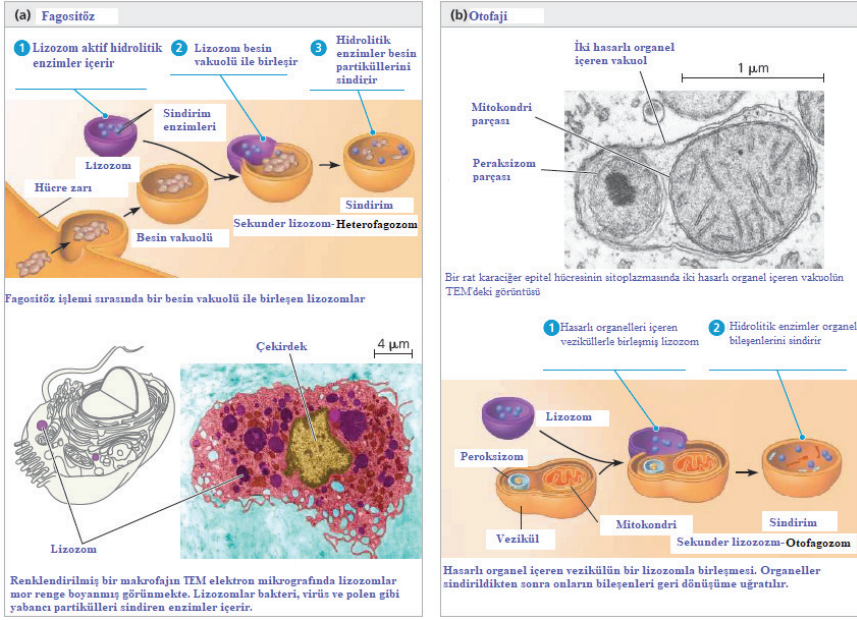 (a) Fagositöz
1 Lizozom aktif hidrolitik
enzimler içerir
2 Lizozom besin
vakuolü ile birleşir
3 Hidrolitik
enzimler besin
partiküllerini
sindirir
Sindirim
enzimleri
Lizozom
Hücre zarı
Besin vakuolü
Sindirim
Sekunder lizozom-Heterofagozom
Fagositöz işlemi sırasında bir besin vakuolü ile birleşen lizozomlar
Çekirdek
4 µm
Lizozom
Renklendirilmiş bir makrofajın TEM elektron mikrografında lizozomlar
mor renge boyanmış görünmekte. Lizozomlar bakteri, virüs ve polen gibi
yabancı partikülleri sindiren enzimler içerir.
(b) Otofaji
İki hasarlı organel
içeren vakuol
1 µm
Mitokondri
parçası
Peraksizom
parçası
Bir rat karaciğer epitel hücresinin sitoplazmasında iki hasarlı organel içeren vakuolün
TEM'deki görüntüsü
1 Hasarlı organelleri içeren
veziküllerle birleşmiş lizozom
2 Hidrolitik enzimler organel
bileşenlerini sindirir
Lizozom
Peroksizom
Mitokondri
Vezikül
Sindirim
Sekunder lizozozm-Otofagozom
Hasarlı organel içeren vezikülün bir lizozomla birleşmesi. Organeller
sindirildikten sonra onların bileşenleri geri dönüşüme uğratılır.